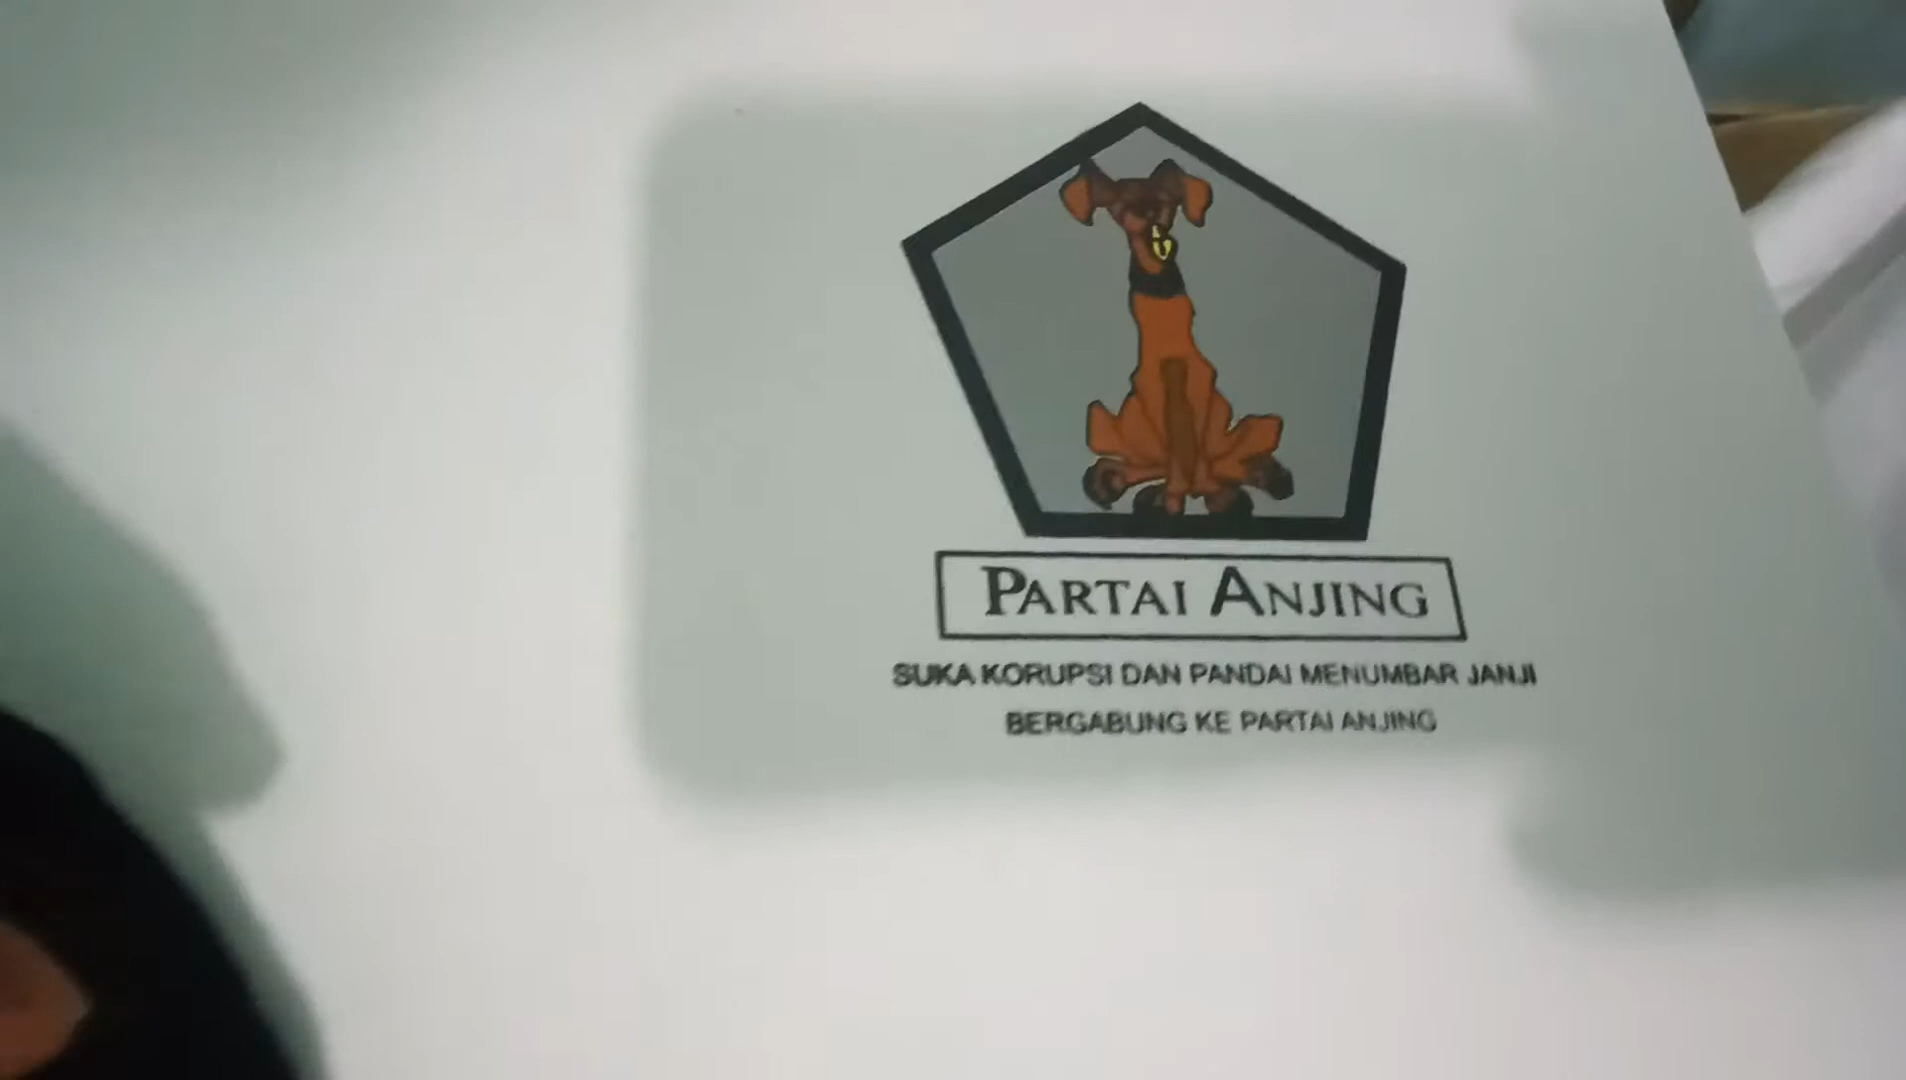 PARTAI ANJING
SUKA KORUPSI DAN PANDAI MENUMBAR JANJI
BERGABUNG KE PARTAI ANJING